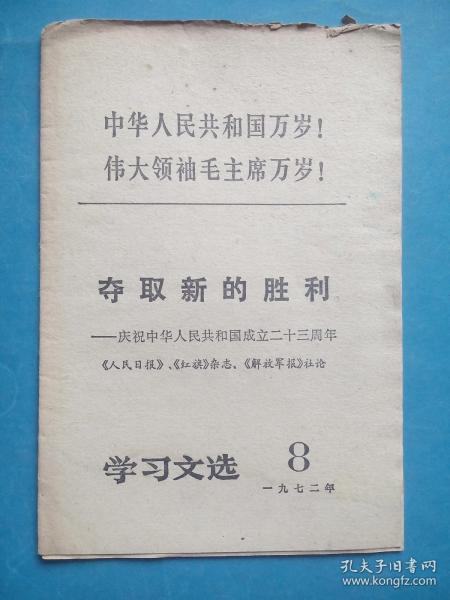 中华人民共和国万岁！
伟大领袖毛主席万岁！
夺取新的胜利
——庆祝中华人民共和国成立二十三周年
《人民日报》、《红旗》杂志、《解放军报》社论
学习文选 8
一九七二年
孔夫子旧书网
www.kongfz.com